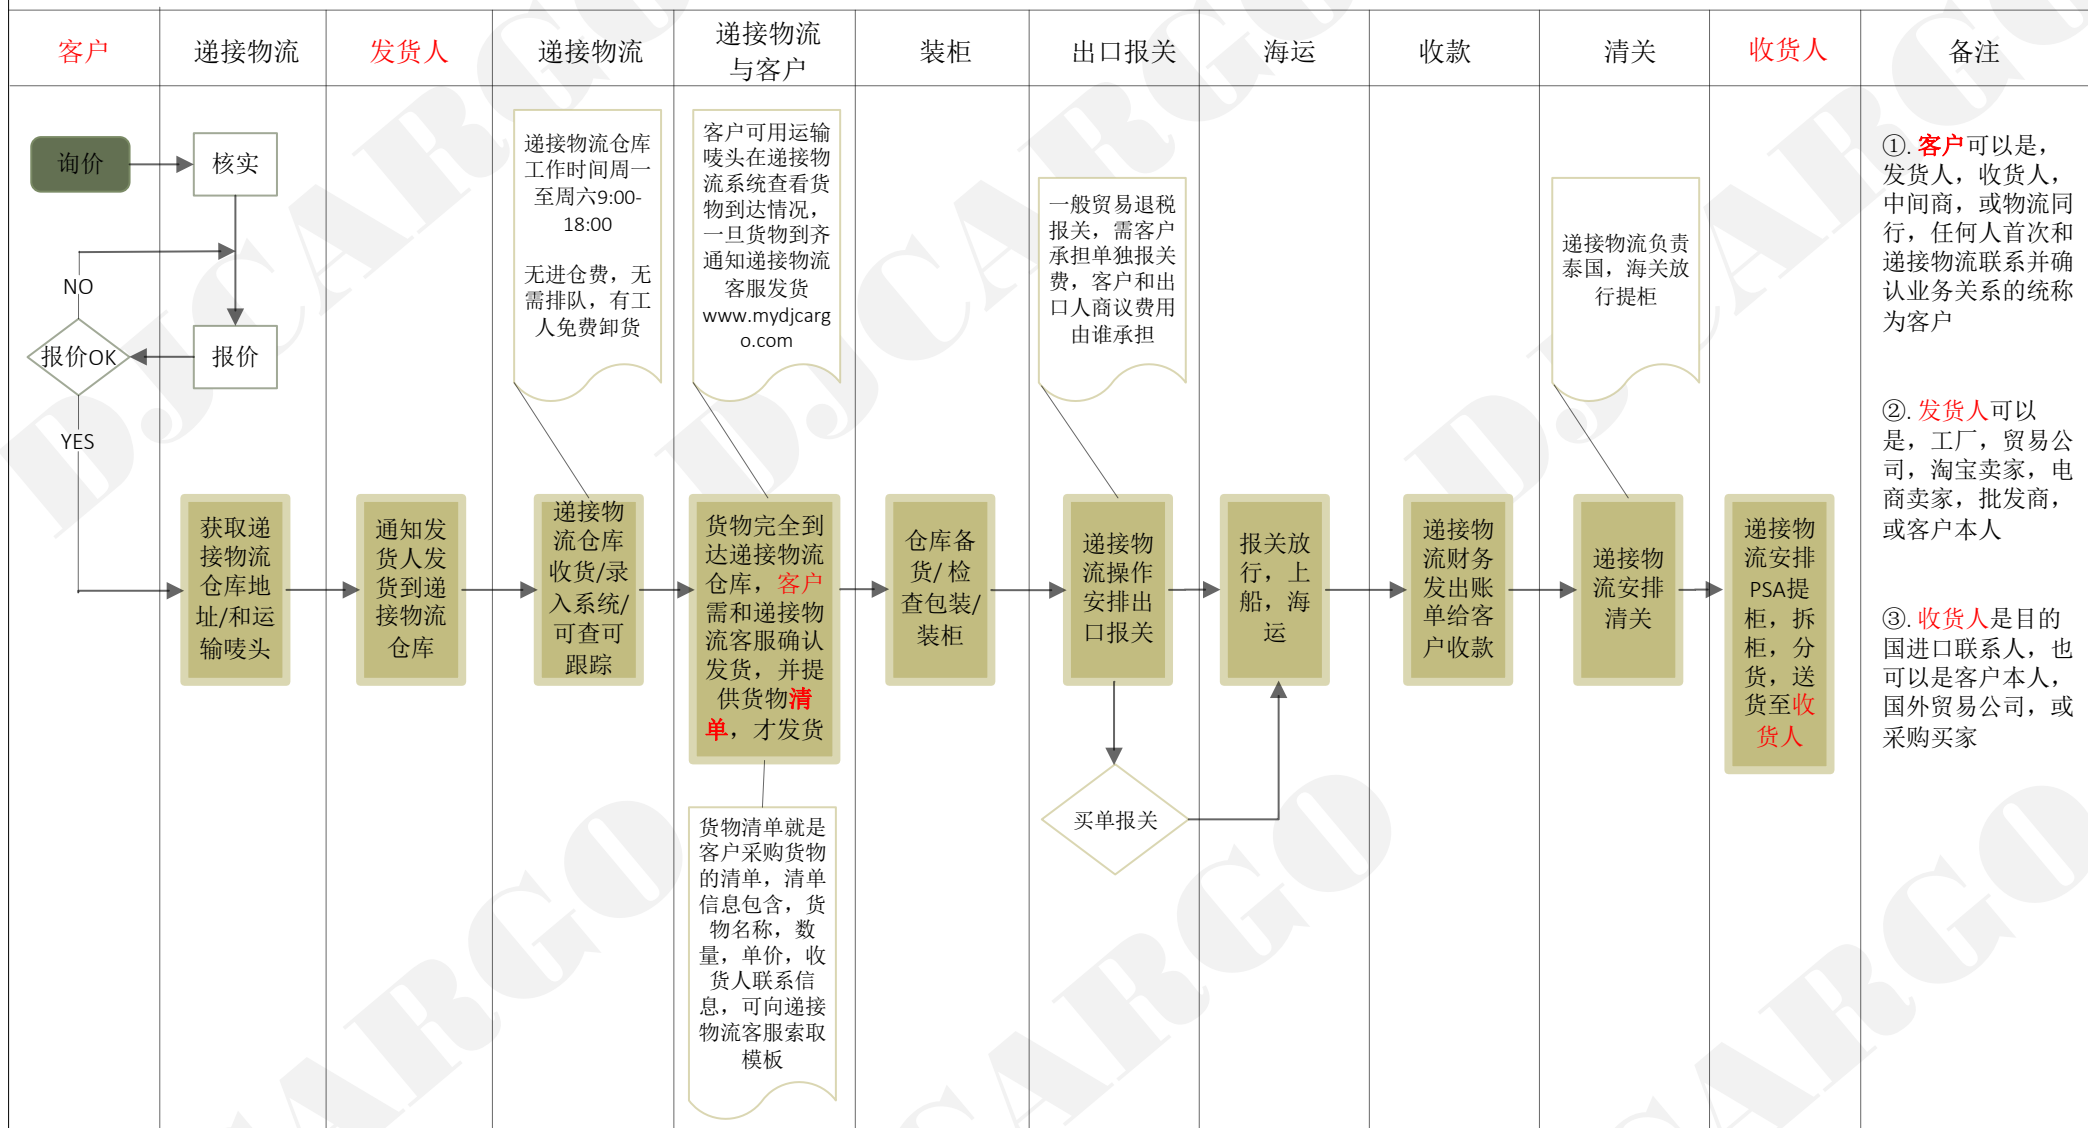 客户
递接物流
发货人
递接物流
递接物流
与客户
装柜
出口报关
海运
收款
清关
收货人
备注
询价
核实
NO
报价OK
报价
YES
递接物流仓库
工作时间周一
至周六9:00-
18:00
无进仓费，无
需排队，有工
人免费卸货
客户可用运输
唛头在递接物
流系统查看货
物到达情况，
一旦货物到齐
通知递接物流
客服发货
www.mydjcarg
o.com
一般贸易退税
报关，需客户
承担单独报关
费，客户和出
口人商议费用
由谁承担
递接物流负责
泰国，海关放
行提柜
获取递
接物流
仓库地
址/和运
输唛头
通知发
货人发
货到递
接物流
仓库
递接物
流仓库
收货/录
入系统/
可查可
跟踪
货物完全到
达递接物流
仓库，客户
需和递接物
流客服确认
发货，并提
供货物清
单，才发货
仓库备
货/检
查包装/
装柜
递接物
流操作
安排出
口报关
报关放
行，上
船，海
运
递接物
流财务
发出账
单给客
户收款
递接物
流安排
清关
递接物
流安排
PSA提
柜，拆
柜，分
货，送
货至收
货人
买单报关
货物清单就是
客户采购货物
的清单，清单
信息包含，货
物名称，数
量，单价，收
货人联系信
息，可向递接
物流客服索取
模板
①.客户可以是，
发货人，收货人，
中间商，或物流同
行，任何人首次和
递接物流联系并确
认业务关系的统称
为客户
②.发货人可以
是，工厂，贸易公
司，淘宝卖家，电
商卖家，批发商，
或客户本人
③.收货人是目的
国进口联系人，也
可以是客户本人，
国外贸易公司，或
采购买家
DJCARGO
DJCARGO
DJCARGO
CARGO
CARGO
CARGO